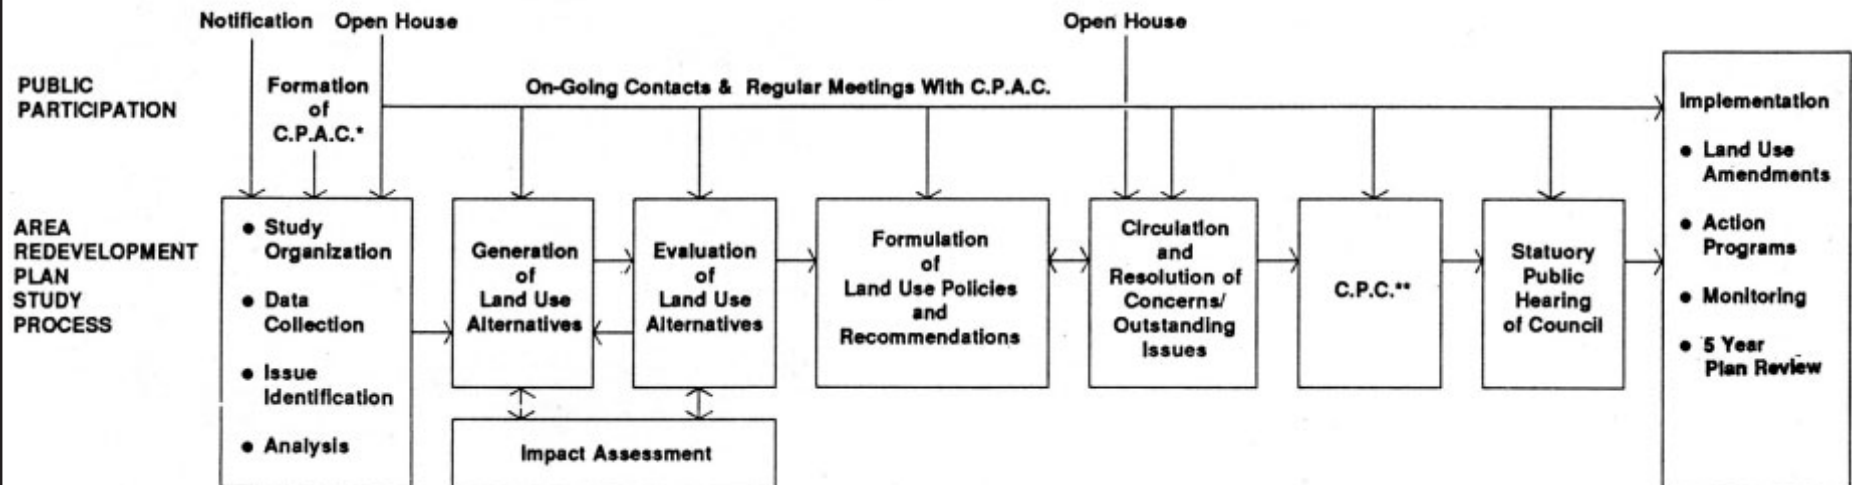 Notification
Open House
Open House
PUBLIC
PARTICIPATION
Formation
of
C.P.A.C.*
On-Going Contacts & Regular Meetings With C.P.A.C.
AREA
REDEVELOPMENT
PLAN
STUDY
PROCESS
● Study
Organization
● Data
Collection
● Issue
Identification
● Analysis
Generation
of
Land Use
Alternatives
Evaluation
of
Land Use
Alternatives
Impact Assessment
Formulation
of
Land Use Policies
and
Recommendations
Circulation
and
Resolution of
Concerns/
Outstanding
Issues
C.P.C.**
Statuory
Public
Hearing
of Council
Implementation
● Land Use
Amendments
● Action
Programs
● Monitoring
● 5 Year
Plan Review